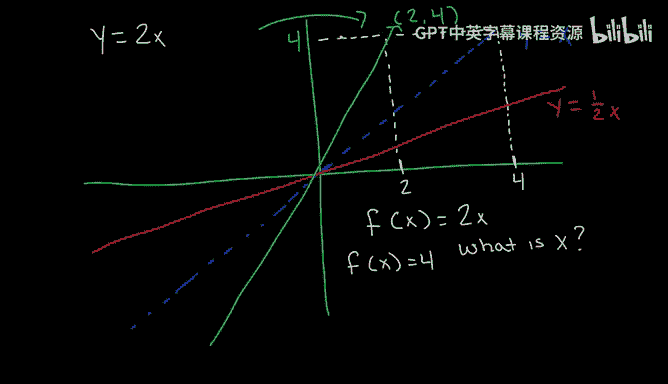 y = 2x
(2,4)
GPT中英字幕课程资源 bilibili
4
y = 1/2 x
2
4
f(x) = 2x
f(x) = 4 what is x?